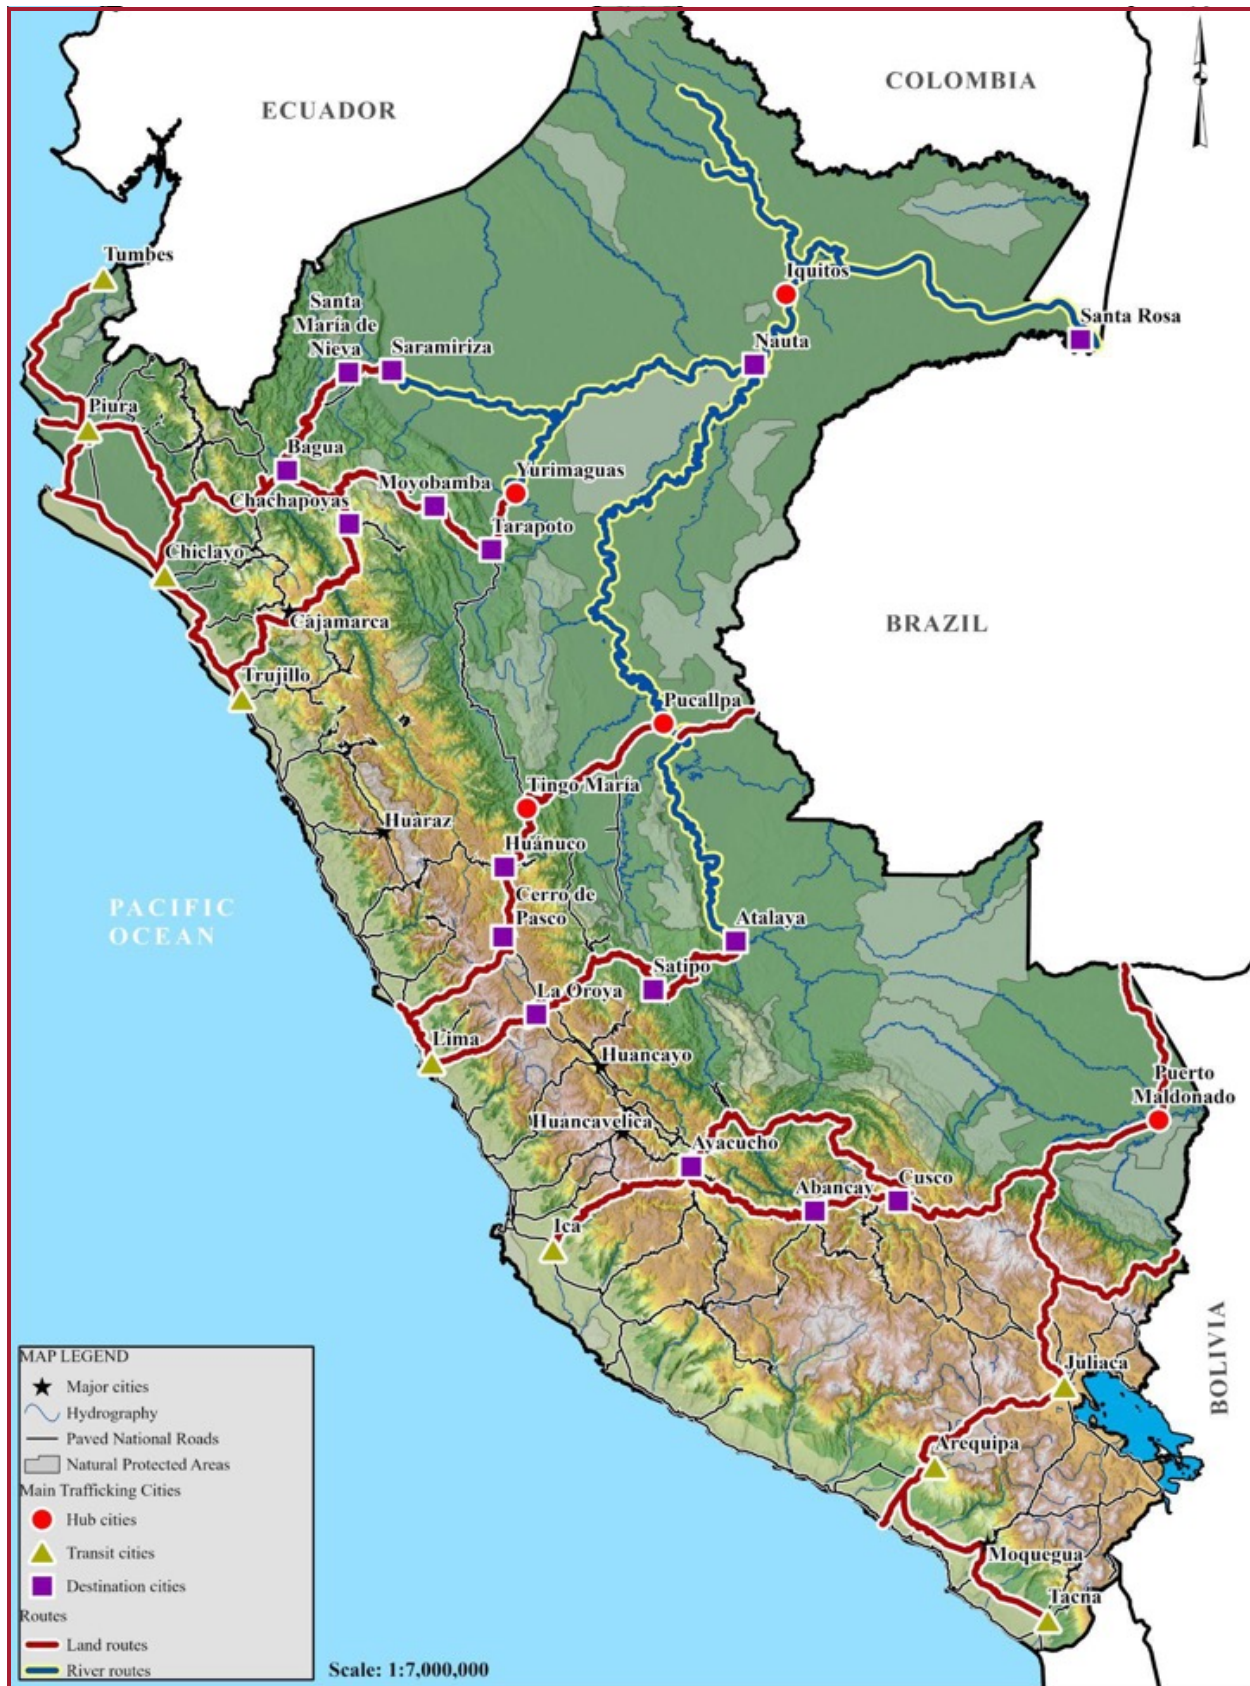 COLOMBIA
ECUADOR
Tumbes
Iquitos
Santa
María de
Nieva
Saramiriza
Santa Rosa
Nauta
Piura
Bagua
Yurimaguas
Moyobamba
Chachapoyas
Tarapoto
Chiclayo
Cajamarca
BRAZIL
Trujillo
Pucallpa
Tingo María
Huaraz
Huánuco
Cerro de
Pasco
PACIFIC
OCEAN
Atalaya
Satipo
La Oroya
Lima
Huancayo
Puerto
Maldonado
Huancavelica
Ayacucho
Abancay
Cusco
Ica
BOLIVIA
Juliaca
Arequipa
Moquegua
Tacna
MAP LEGEND
Major cities
Hydrography
Paved National Roads
Natural Protected Areas
Main Trafficking Cities
Hub cities
Transit cities
Destination cities
Routes
Land routes
River routes
Scale: 1:7,000,000